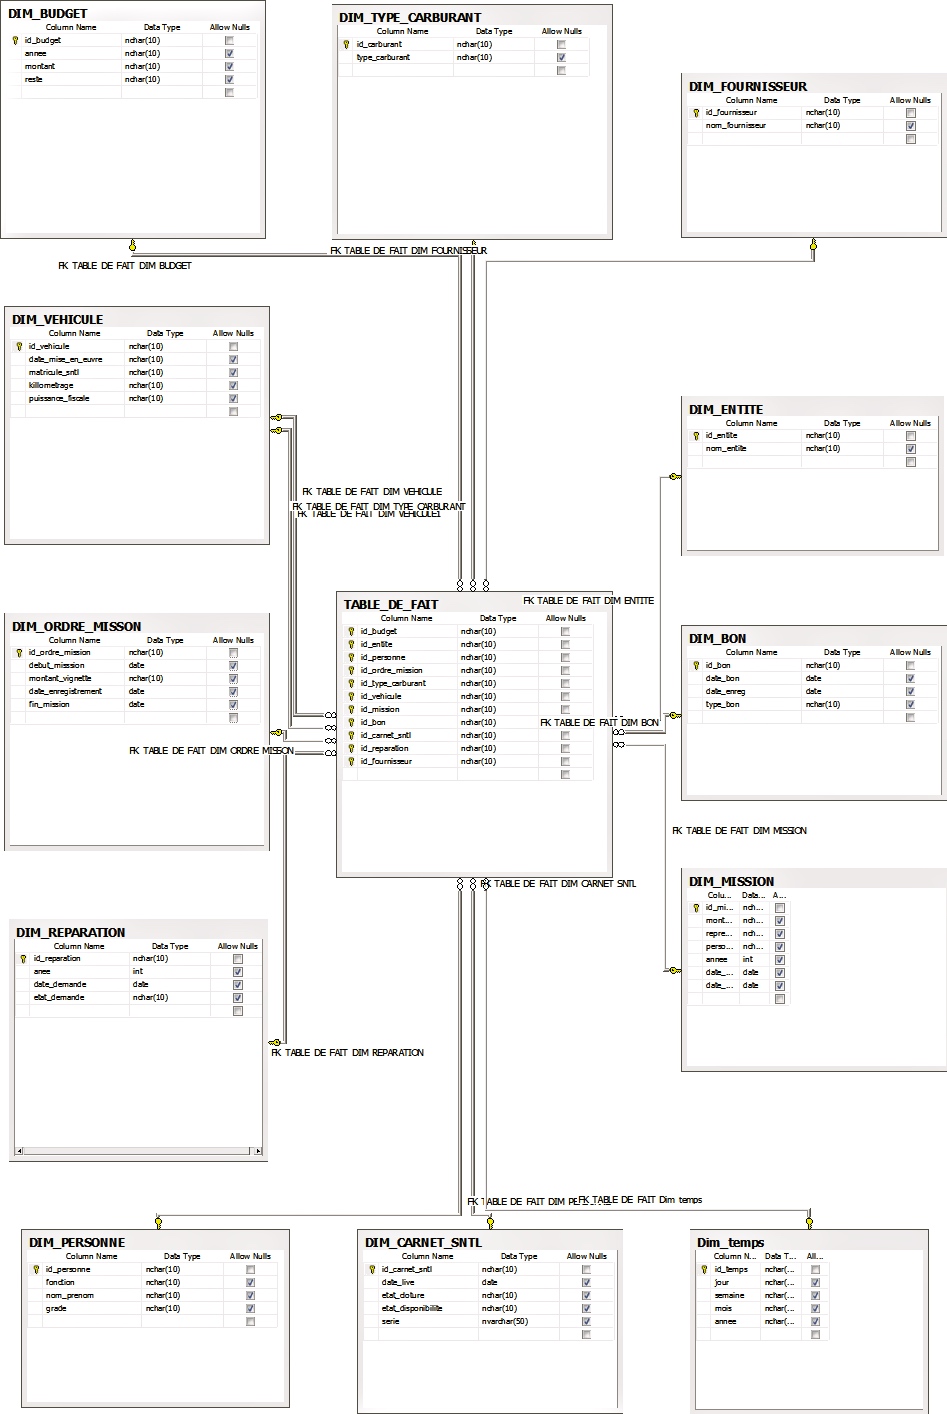 DIM_BUDGET
Column Name Data Type Allow Nulls
id_budget nchar(10)
annee nchar(10)
montant nchar(10)
reste nchar(10)
DIM_TYPE_CARBURANT
Column Name Data Type Allow Nulls
id_carburant nchar(10)
type_carburant nchar(10)
DIM_FOURNISSEUR
Column Name Data Type Allow Nulls
id_fournisseur nchar(10)
nom_fournisseur nchar(10)
FK_TABLE_DE_FAIT_DIM_FOURNISSEUR
FK_TABLE_DE_FAIT_DIM_BUDGET
DIM_VEHICULE
Column Name Data Type Allow Nulls
id_vehicule nchar(10)
date_mise_en_euvre nchar(10)
matricule_sntl nchar(10)
killometrage nchar(10)
puissance_fiscale nchar(10)
DIM_ENTITE
Column Name Data Type Allow Nulls
id_entite nchar(10)
nom_entite nchar(10)
FK_TABLE_DE_FAIT_DIM_VEHICULE
FK_TABLE_DE_FAIT_DIM_TYPE_CARBURANT
FK_TABLE_DE_FAIT_DIM_VEHICULE1
FK_TABLE_DE_FAIT_DIM_ENTITE
TABLE_DE_FAIT
Column Name Data Type Allow Nulls
id_budget nchar(10)
id_entite nchar(10)
id_personne nchar(10)
id_ordre_mission nchar(10)
id_type_carburant nchar(10)
id_vehicule nchar(10)
id_mission nchar(10)
id_bon nchar(10)
id_carnet_sntl nchar(10)
id_reparation nchar(10)
id_fournisseur nchar(10)
DIM_ORDRE_MISSON
Column Name Data Type Allow Nulls
id_ordre_mission nchar(10)
debut_misssion date
montant_vignette nchar(10)
date_enregistrement date
fin_mission date
DIM_BON
Column Name Data Type Allow Nulls
id_bon nchar(10)
date_bon date
date_enreg date
type_bon nchar(10)
FK_TABLE_DE_FAIT_DIM_BON
FK_TABLE_DE_FAIT_DIM_ORDRE_MISSON
FK_TABLE_DE_FAIT_DIM_MISSION
DIM_MISSION
Colu... Data... A...
id_mi... nch...
mont... nch...
repre... nch...
perso... nch...
annee int
date_... date
date_... date
FK_TABLE_DE_FAIT_DIM_CARNET_SNTL
DIM_REPARATION
Column Name Data Type Allow Nulls
id_reparation nchar(10)
anee int
date_demande date
etat_demande nchar(10)
FK_TABLE_DE_FAIT_DIM_REPARATION
FK_TABLE_DE_FAIT_DIM
FK_TABLE_DE_FAIT_Dim_temps
DIM_PERSONNE
Column Name Data Type Allow Nulls
id_personne nchar(10)
fonction nchar(10)
nom_prenom nchar(10)
grade nchar(10)
DIM_CARNET_SNTL
Column Name Data Type Allow Nulls
id_carnet_sntl nchar(10)
date_live date
etat_cloture nchar(10)
etat_disponibilite nchar(10)
serie nvarchar(50)
Dim_temps
Column N... Data T... All...
id_temps nchar(...
jour nchar(...
semaine nchar(...
mois nchar(...
annee nchar(...